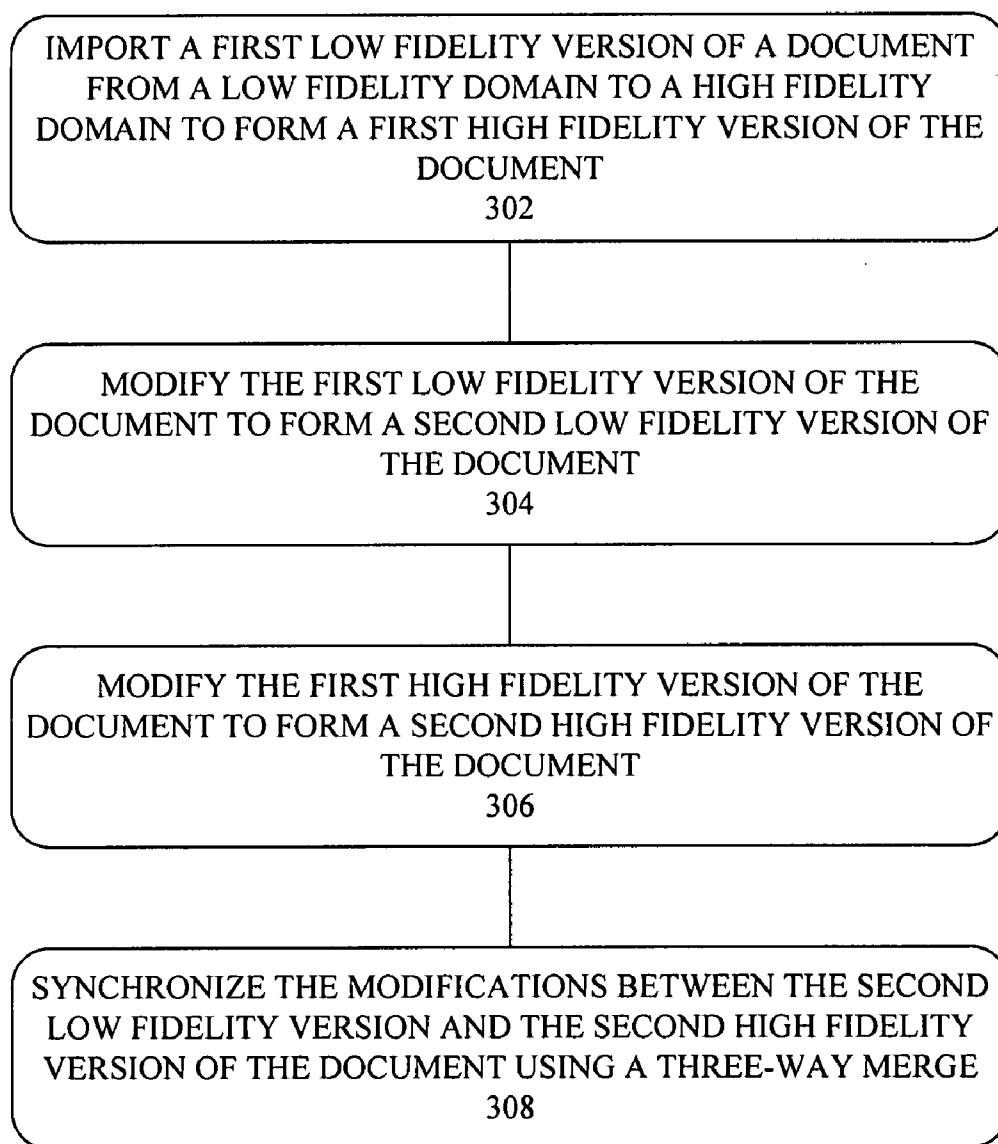 IMPORT A FIRST LOW FIDELITY VERSION OF A DOCUMENT
FROM A LOW FIDELITY DOMAIN TO A HIGH FIDELITY
DOMAIN TO FORM A FIRST HIGH FIDELITY VERSION OF THE
DOCUMENT
302
MODIFY THE FIRST LOW FIDELITY VERSION OF THE
DOCUMENT TO FORM A SECOND LOW FIDELITY VERSION OF
THE DOCUMENT
304
MODIFY THE FIRST HIGH FIDELITY VERSION OF THE
DOCUMENT TO FORM A SECOND HIGH FIDELITY VERSION OF
THE DOCUMENT
306
SYNCHRONIZE THE MODIFICATIONS BETWEEN THE SECOND
LOW FIDELITY VERSION AND THE SECOND HIGH FIDELITY
VERSION OF THE DOCUMENT USING A THREE-WAY MERGE
308